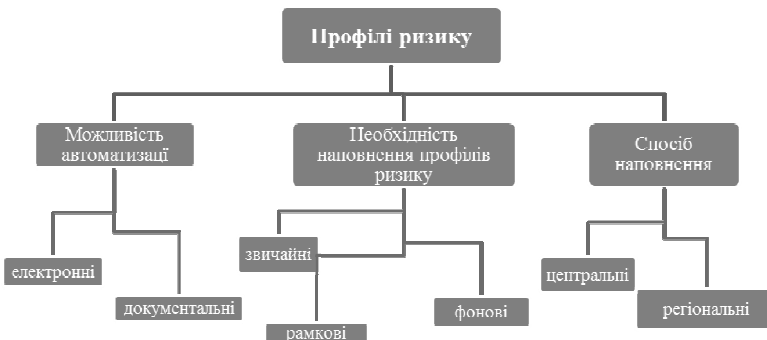 Профілі ризику
Можливість
автоматизації
Необхідність
наповнення профілів
ризику
Спосіб
наповнення
електронні
документальні
звичайні
рамкові
фонові
центральні
регіональні